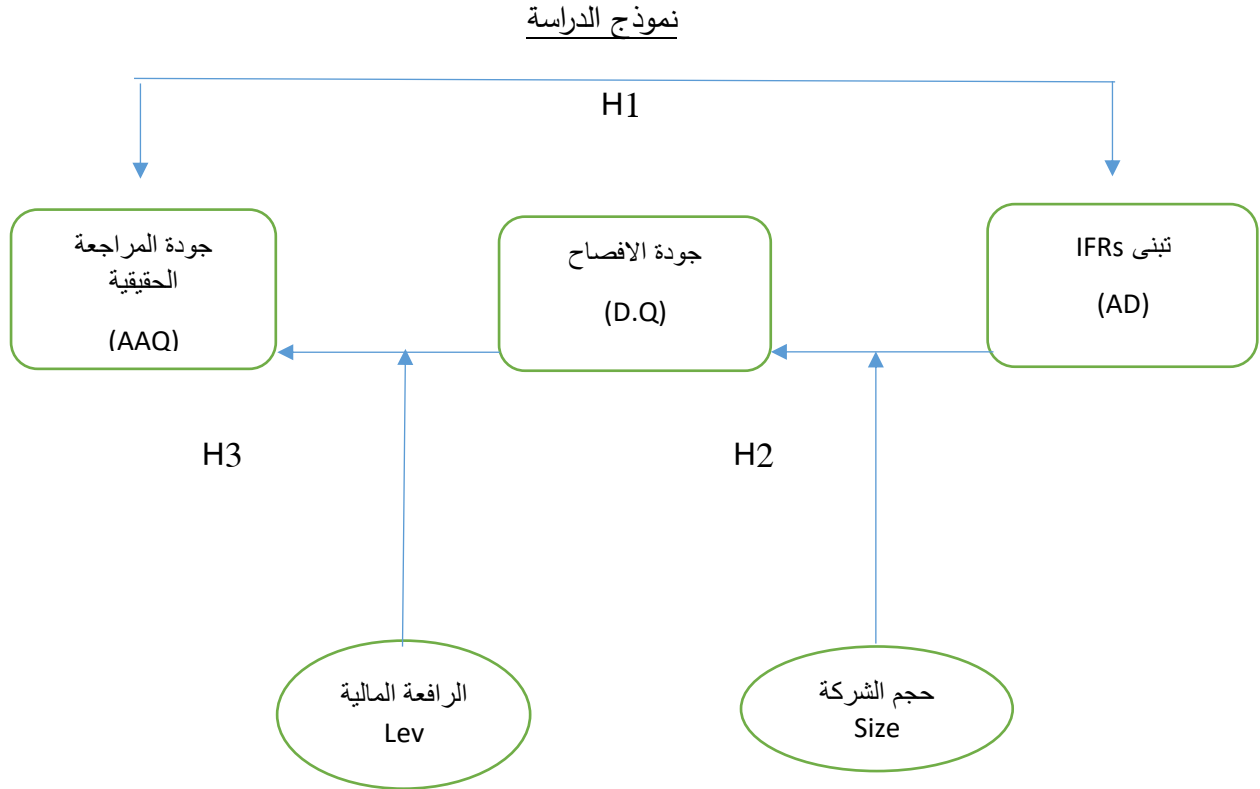 نموذج الدراسة
H1
تبنى IFRs
(AD)
جودة الافصاح
(D.Q)
جودة المراجعة
الحقيقية
(AAQ)
H2
H3
حجم الشركة
Size
الرافعة المالية
Lev